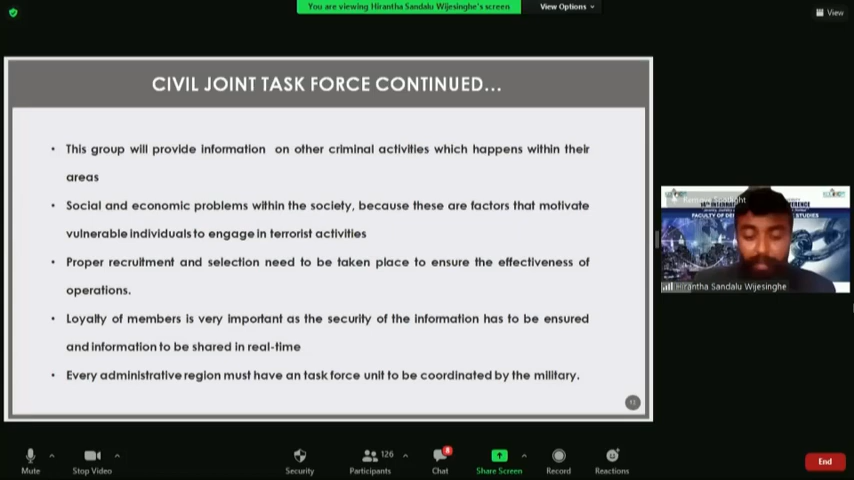 You are viewing Hirantha Sandalu Wijesinghe's screen
View Options
View
CIVIL JOINT TASK FORCE CONTINUED...
• This group will provide information on other criminal activities which happens within their
areas
• Social and economic problems within the society, because these are factors that motivate
vulnerable individuals to engage in terrorist activities
• Proper recruitment and selection need to be taken place to ensure the effectiveness of
operations.
• Loyalty of members is very important as the security of the information has to be ensured
and information to be shared in real-time
• Every administrative region must have an task force unit to be coordinated by the military.
FACULTY OF DE
STUDIES
Hirantha Sandalu Wijesinghe
Mute
Stop Video
Security
Participants
126
Chat
8
Share Screen
Record
Reactions
End